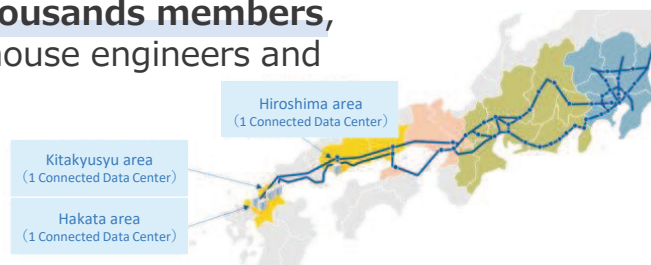 ousands members,
house engineers and
Hiroshima area
（1 Connected Data Center）
Kitakyusyu area
（1 Connected Data Center）
Hakata area
（1 Connected Data Center）